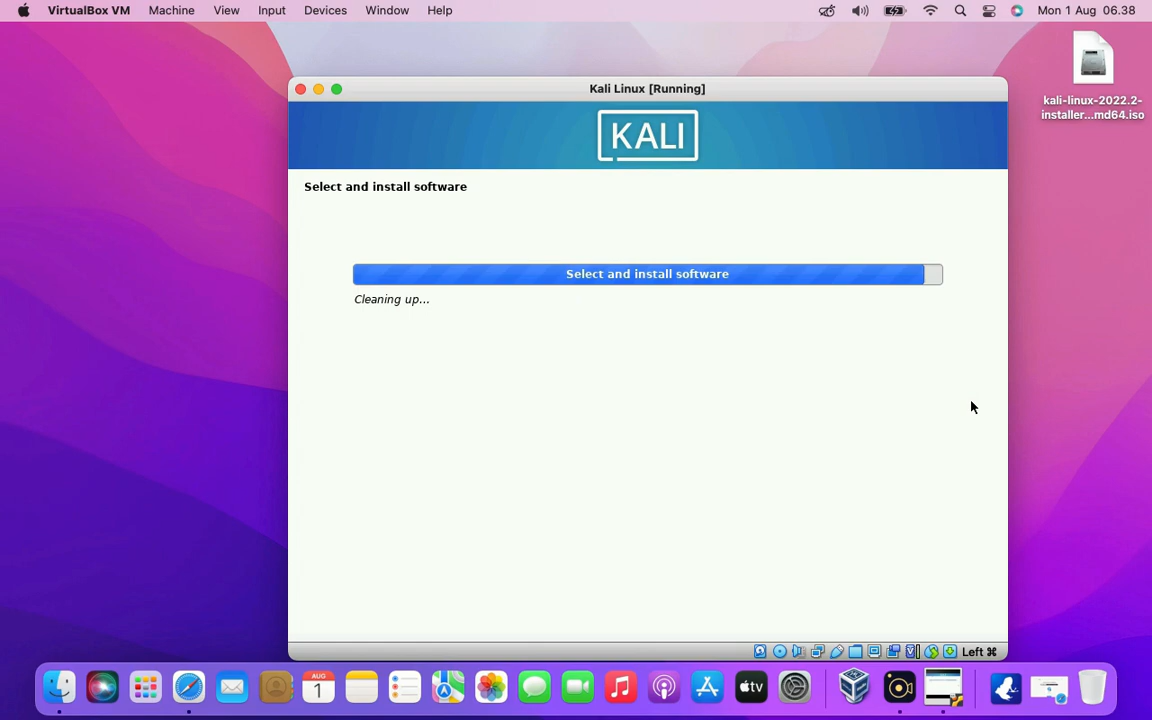 VirtualBox VM Machine View Input Devices Window Help Mon 1 Aug 06.38
kali-linux-2022.2-
installer...md64.iso
Kali Linux [Running]
KALI
Select and install software
Select and install software
Cleaning up...
Left ⌘
AUG
1
tv